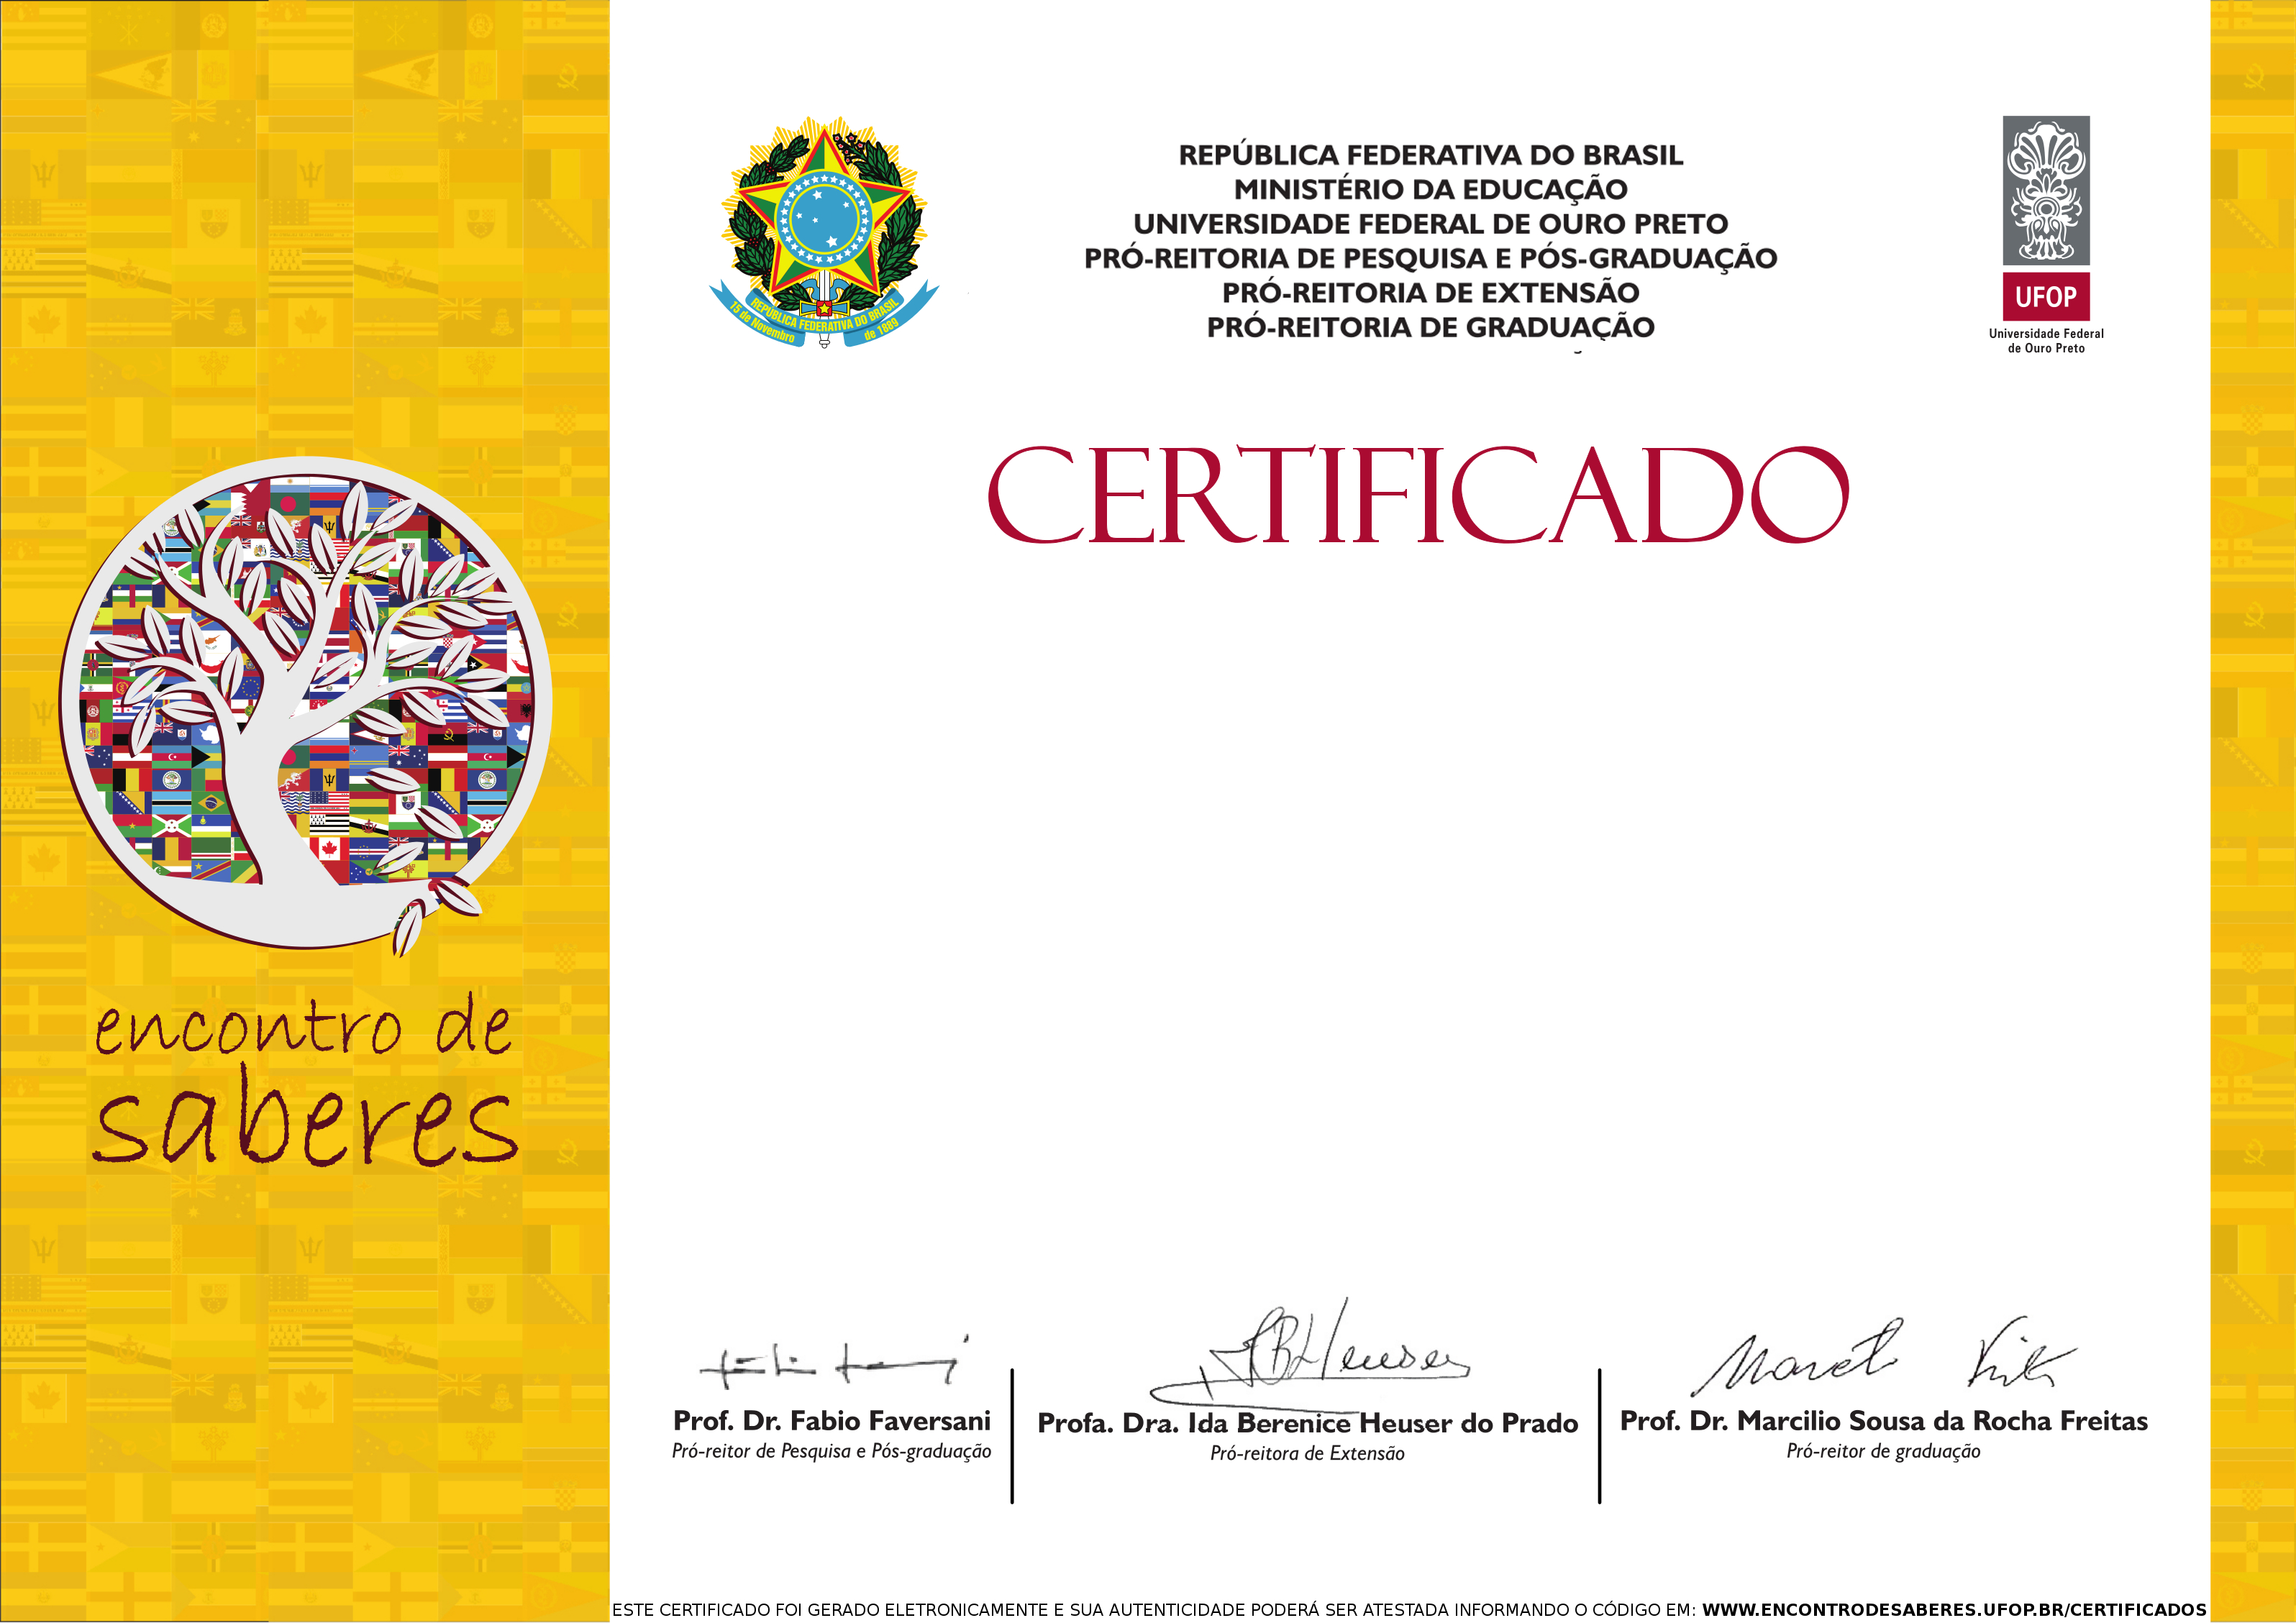 REPÚBLICA FEDERATIVA DO BRASIL
MINISTÉRIO DA EDUCAÇÃO
UNIVERSIDADE FEDERAL DE OURO PRETO
PRÓ-REITORIA DE PESQUISA E PÓS-GRADUAÇÃO
PRÓ-REITORIA DE EXTENSÃO
PRÓ-REITORIA DE GRADUAÇÃO
REPÚBLICA FEDERATIVA DO BRASIL
15 de Novembro de 1889
UFOP
Universidade Federal
de Ouro Preto
CERTIFICADO
encontro de
saberes
Prof. Dr. Fabio Faversani
Pró-reitor de Pesquisa e Pós-graduação
Profa. Dra. Ida Berenice Heuser do Prado
Pró-reitora de Extensão
Prof. Dr. Marcilio Sousa da Rocha Freitas
Pró-reitor de graduação
ESTE CERTIFICADO FOI GERADO ELETRONICAMENTE E SUA AUTENTICIDADE PODERÁ SER ATESTADA INFORMANDO O CÓDIGO EM: WWW.ENCONTRODESABERES.UFOP.BR/CERTIFICADOS